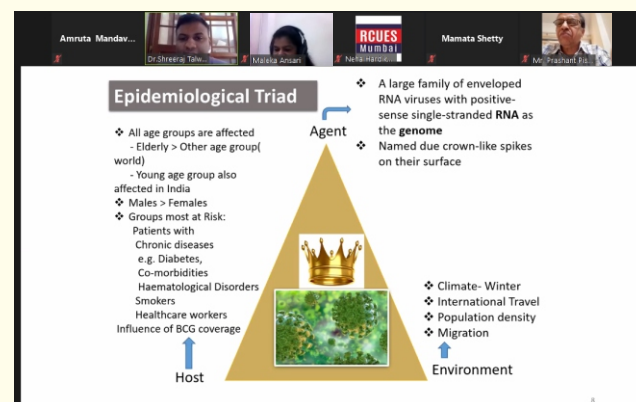 Amruta Mandav...
Dr.Shreeraj Talw...
Maleka Ansari
RCUES
Mumbai
Mamata Shetty
Mr. Prashant Pis...
Epidemiological Triad
❖ All age groups are affected
- Elderly > Other age group(
world)
- Young age group also
affected in India
❖ Males > Females
❖ Groups most at Risk:
Patients with
Chronic diseases
e.g. Diabetes,
Co-morbidities
Haematological Disorders
Smokers
Healthcare workers
Influence of BCG coverage
Host
Agent
❖ A large family of enveloped
RNA viruses with positive-
sense single-stranded RNA as
the genome
❖ Named due crown-like spikes
on their surface
❖ Climate- Winter
❖ International Travel
❖ Population density
❖ Migration
Environment